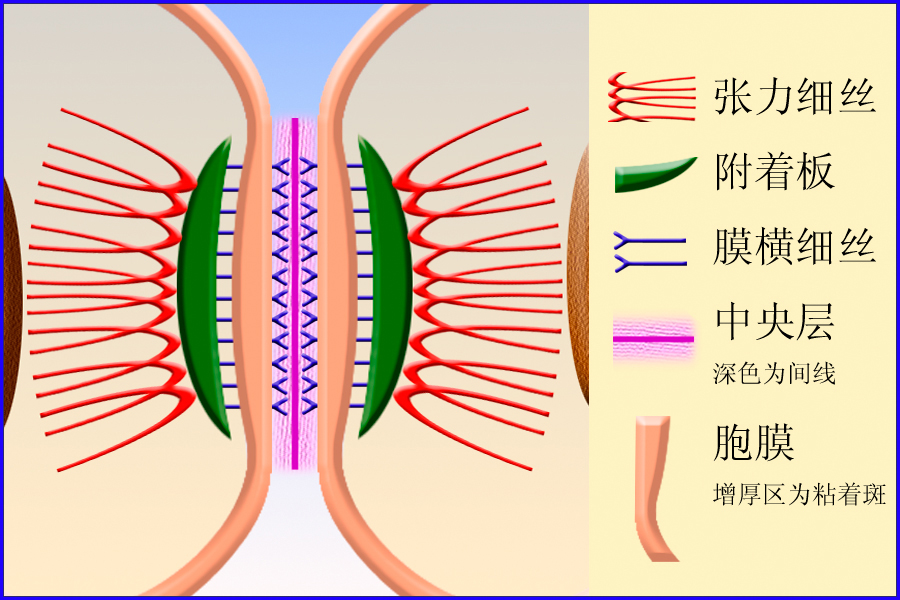 张力细丝
附着板
膜横细丝
中央层
深色为间线
胞膜
增厚区为粘着斑